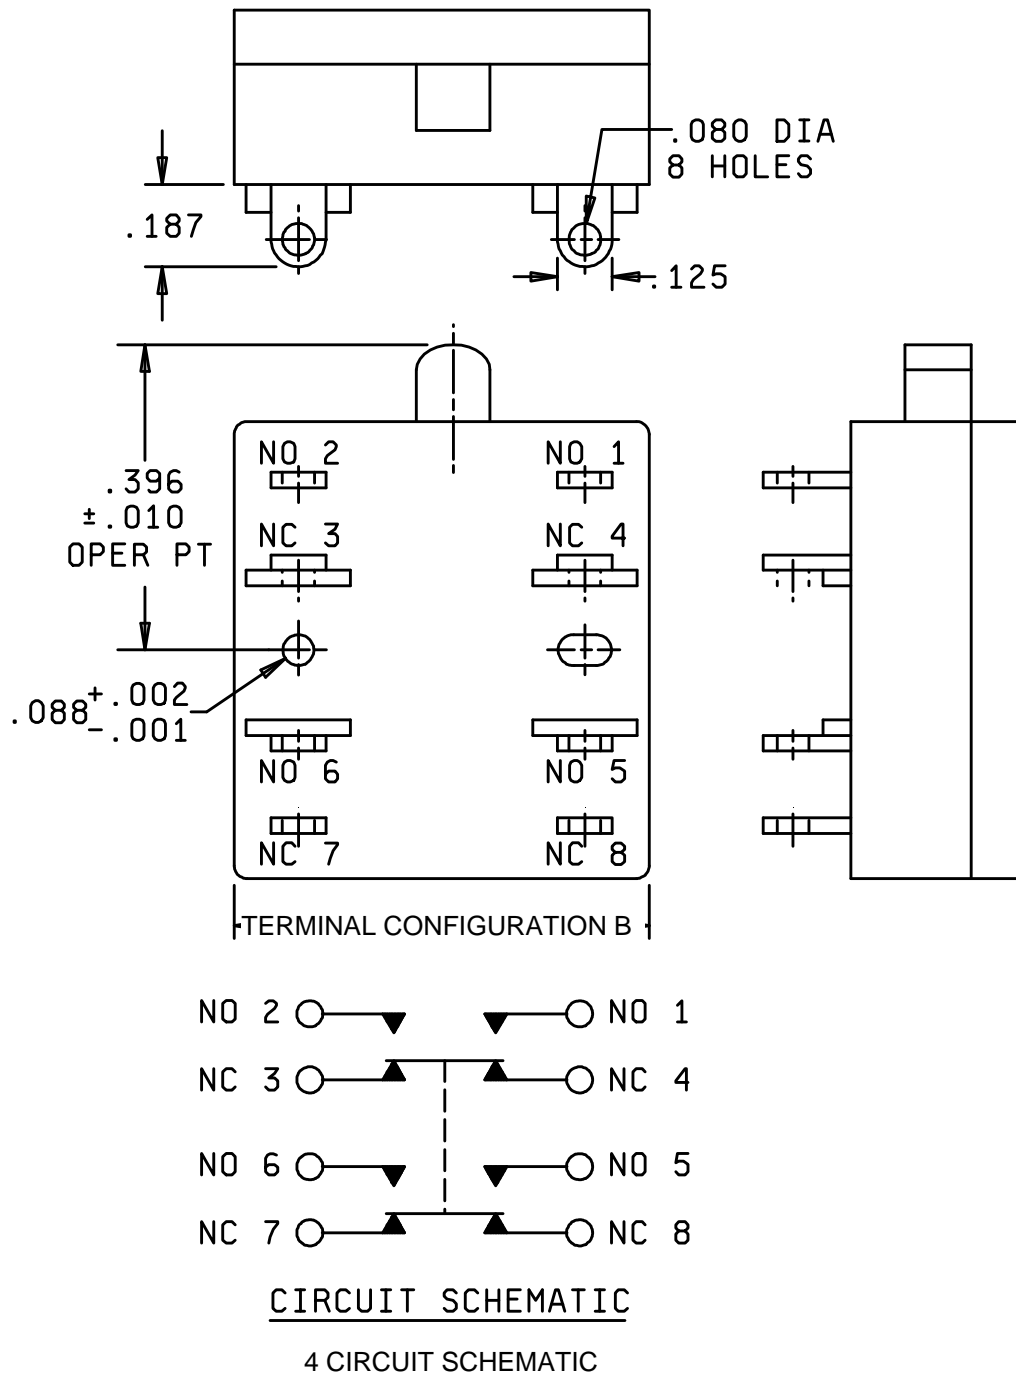 .080 DIA
8 HOLES
.187
.125
NO 2
NO 1
.396
±.010
OPER PT
NC 3
NC 4
.088 +.002
-.001
NO 6
NO 5
NC 7
NC 8
TERMINAL CONFIGURATION B
NO 2
NO 1
NC 3
NC 4
NO 6
NO 5
NC 7
NC 8
CIRCUIT SCHEMATIC
4 CIRCUIT SCHEMATIC